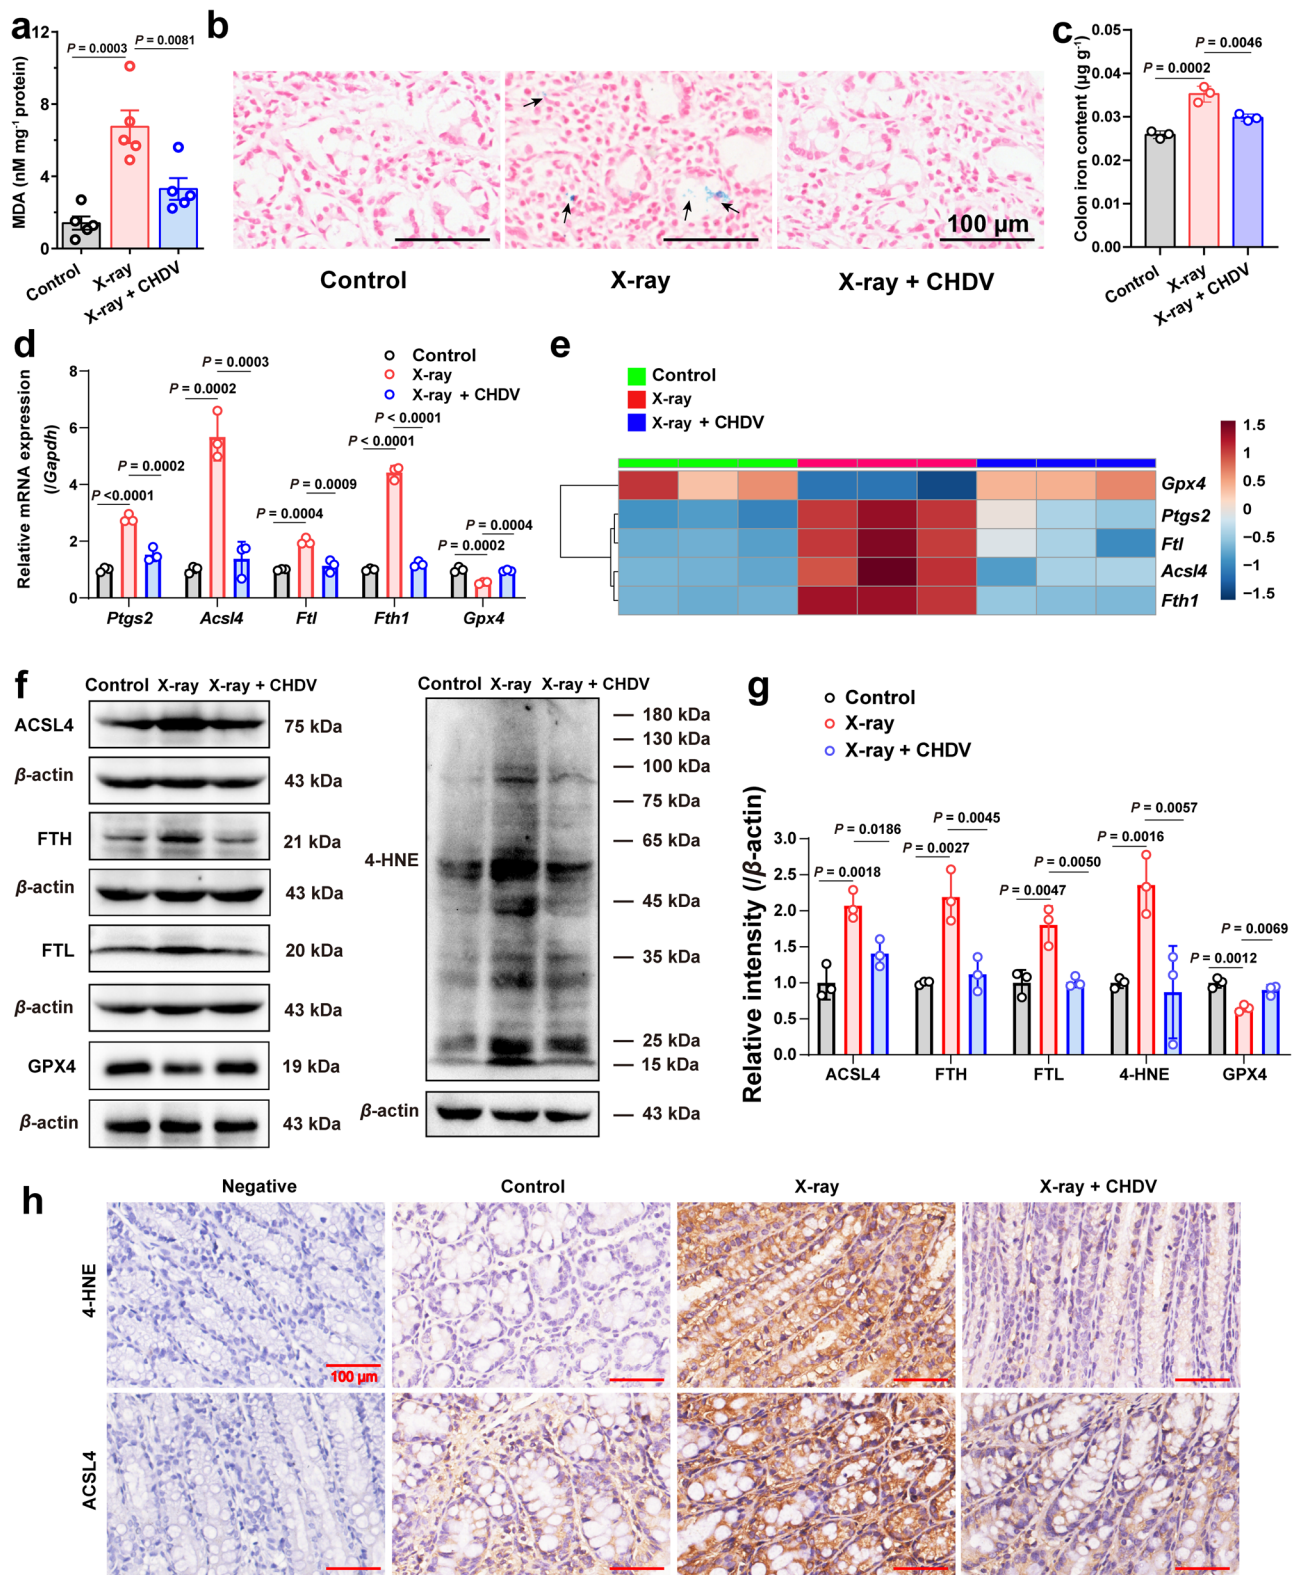 a
12
8
4
0
MDA (nM mg⁻¹ protein)
P = 0.0003
P = 0.0081
Control
X-ray
X-ray + CHDV
b
100 µm
Control
X-ray
X-ray + CHDV
c
0.05
0.04
0.03
0.02
0.01
0.00
Colon iron content (µg g⁻¹)
P = 0.0002
P = 0.0046
Control
X-ray
X-ray + CHDV
d
Relative mRNA expression
(/Gapdh)
8
6
4
2
0
Control
X-ray
X-ray + CHDV
P <0.0001
P = 0.0002
P = 0.0002
P = 0.0003
P = 0.0004
P = 0.0009
P < 0.0001
P < 0.0001
P = 0.0002
P = 0.0004
Ptgs2
Acsl4
Ftl
Fth1
Gpx4
e
Control
X-ray
X-ray + CHDV
Gpx4
Ptgs2
Ftl
Acsl4
Fth1
1.5
1
0.5
0
−0.5
−1
−1.5
f
Control X-ray X-ray + CHDV
ACSL4 75 kDa
β-actin 43 kDa
FTH 21 kDa
β-actin 43 kDa
FTL 20 kDa
β-actin 43 kDa
GPX4 19 kDa
β-actin 43 kDa
Control X-ray X-ray + CHDV
4-HNE
180 kDa
130 kDa
100 kDa
75 kDa
65 kDa
45 kDa
35 kDa
25 kDa
15 kDa
β-actin 43 kDa
g
Control
X-ray
X-ray + CHDV
Relative intensity (/β-actin)
3.0
2.5
2.0
1.5
1.0
0.5
0.0
P = 0.0018
P = 0.0186
P = 0.0027
P = 0.0045
P = 0.0047
P = 0.0050
P = 0.0016
P = 0.0057
P = 0.0012
P = 0.0069
ACSL4
FTH
FTL
4-HNE
GPX4
h
Negative
Control
X-ray
X-ray + CHDV
4-HNE
100 µm
ACSL4